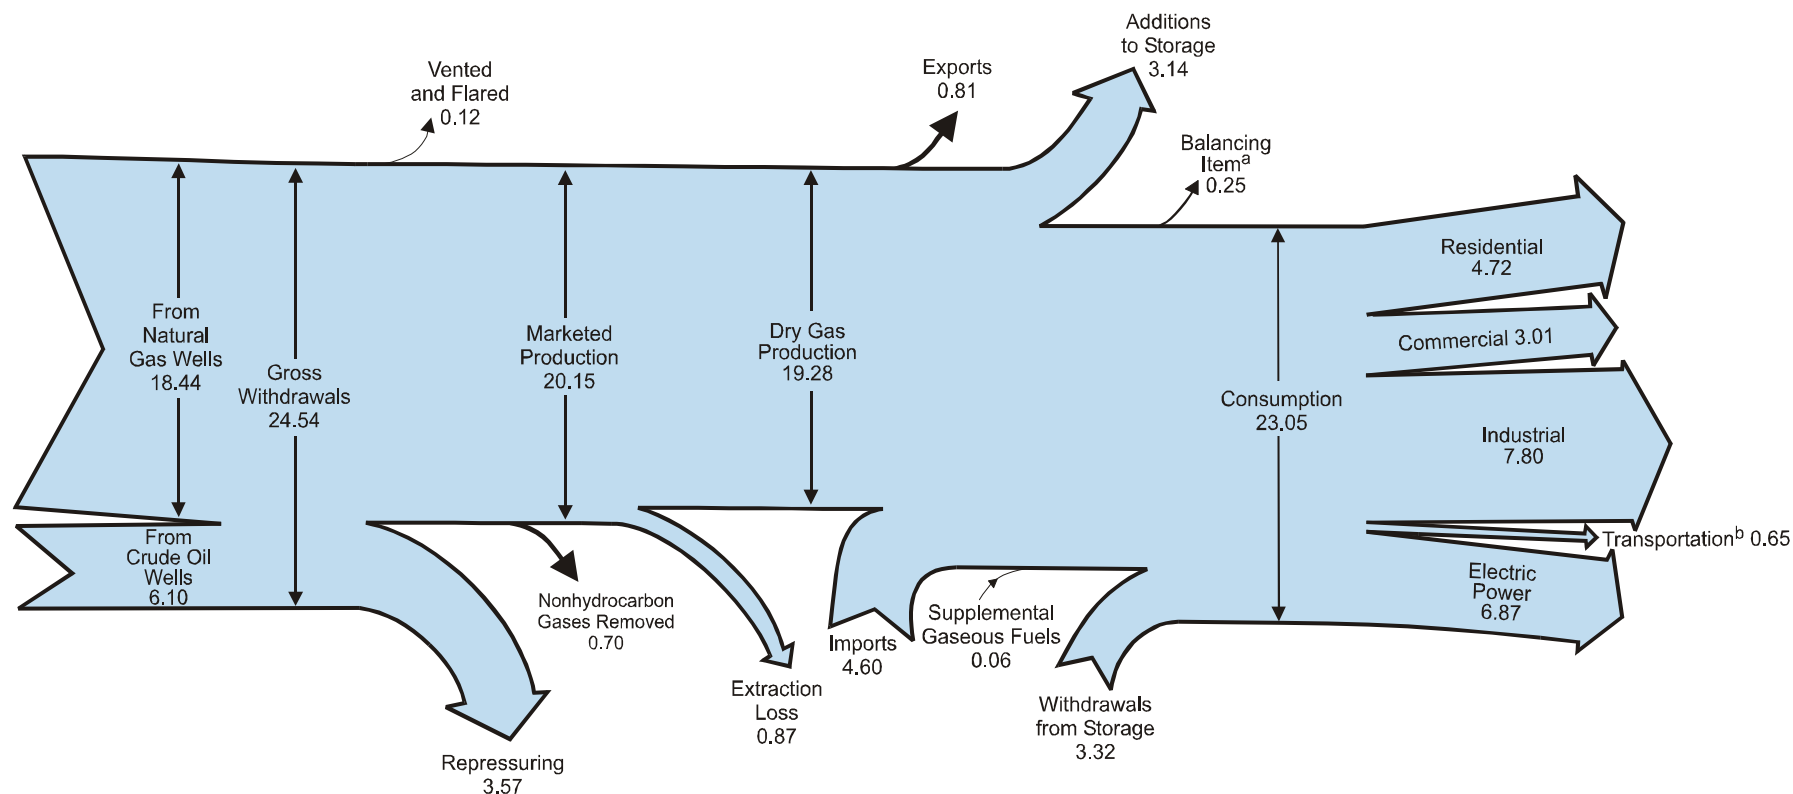 Additions
to Storage
3.14
Vented
and Flared
0.12
Exports
0.81
Balancing
Itemᵃ
0.25
Residential
4.72
From
Natural
Gas Wells
18.44
Gross
Withdrawals
24.54
Marketed
Production
20.15
Dry Gas
Production
19.28
Commercial 3.01
Consumption
23.05
Industrial
7.80
From
Crude Oil
Wells
6.10
Transportationᵇ 0.65
Electric
Power
6.87
Nonhydrocarbon
Gases Removed
0.70
Imports
4.60
Supplemental
Gaseous Fuels
0.06
Extraction
Loss
0.87
Withdrawals
from Storage
3.32
Repressuring
3.57